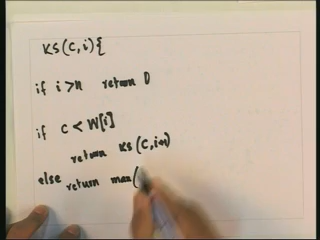 KS(C,i){
if i>n return 0
if C < W[i]
return KS(C,i+1)
else return max(